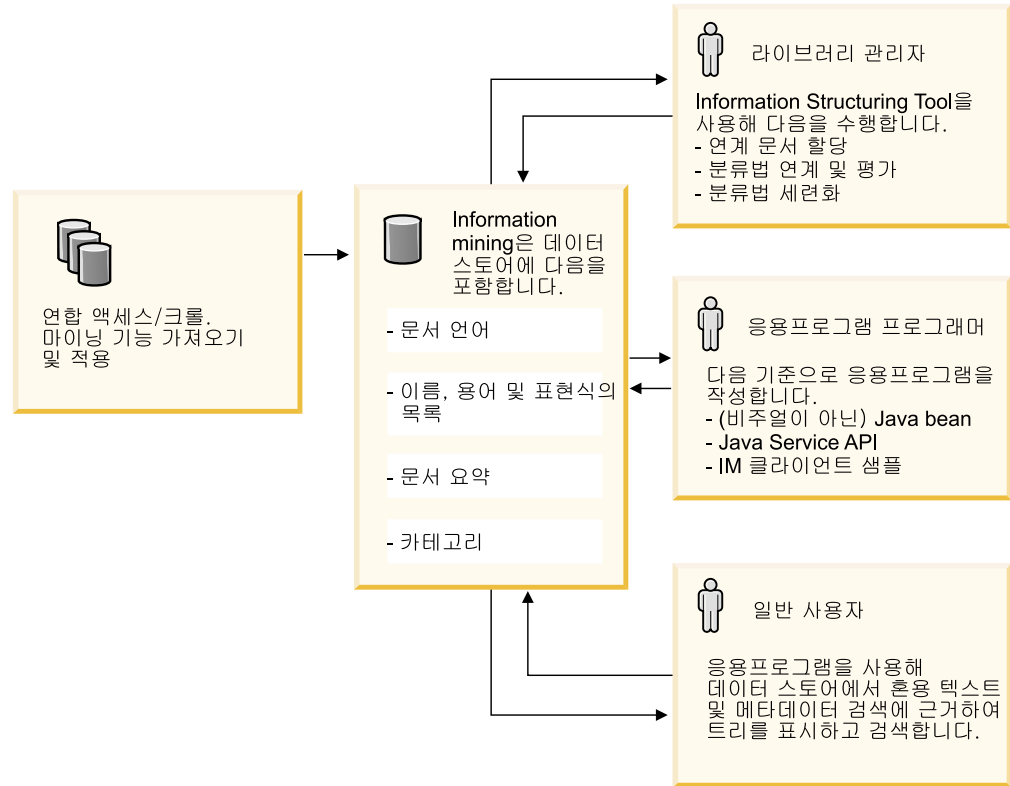 연합 액세스/크롤.
마이닝 기능 가져오기
및 적용
Information
mining은 데이터
스토어에 다음을
포함합니다.
- 문서 언어
- 이름, 용어 및 표현식의
목록
- 문서 요약
- 카테고리
라이브러리 관리자
Information Structuring Tool을
사용해 다음을 수행합니다.
- 연계 문서 할당
- 분류법 연계 및 평가
- 분류법 세련화
응용프로그램 프로그래머
다음 기준으로 응용프로그램을
작성합니다.
- (비주얼이 아닌) Java bean
- Java Service API
- IM 클라이언트 샘플
일반 사용자
응용프로그램을 사용해
데이터 스토어에서 혼용 텍스트
및 메타데이터 검색에 근거하여
트리를 표시하고 검색합니다.